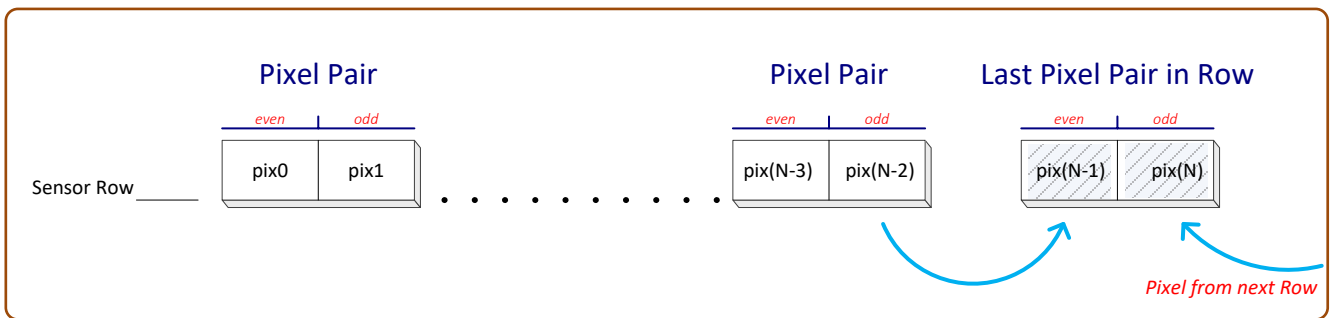 Pixel Pair Pixel Pair Last Pixel Pair in Row
even odd even odd even odd
Sensor Row pix0 pix1 pix(N-3) pix(N-2) pix(N-1) pix(N)
Pixel from next Row